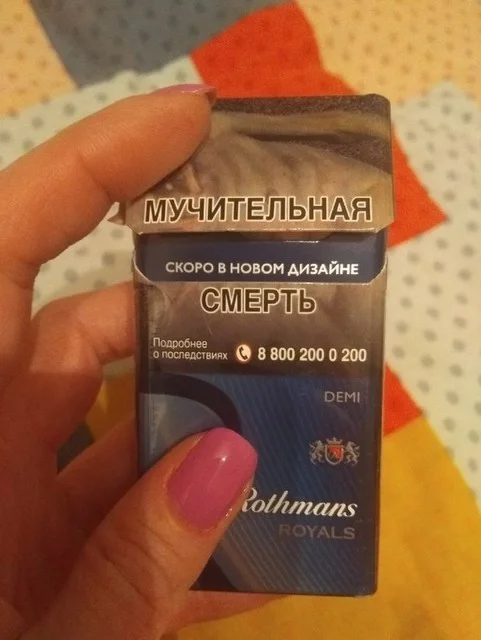 МУЧИТЕЛЬНАЯ
СКОРО В НОВОМ ДИЗАЙНЕ
СМЕРТЬ
Подробнее
о последствиях 8 800 200 0 200
DEMI
Rothmans
ROYALS